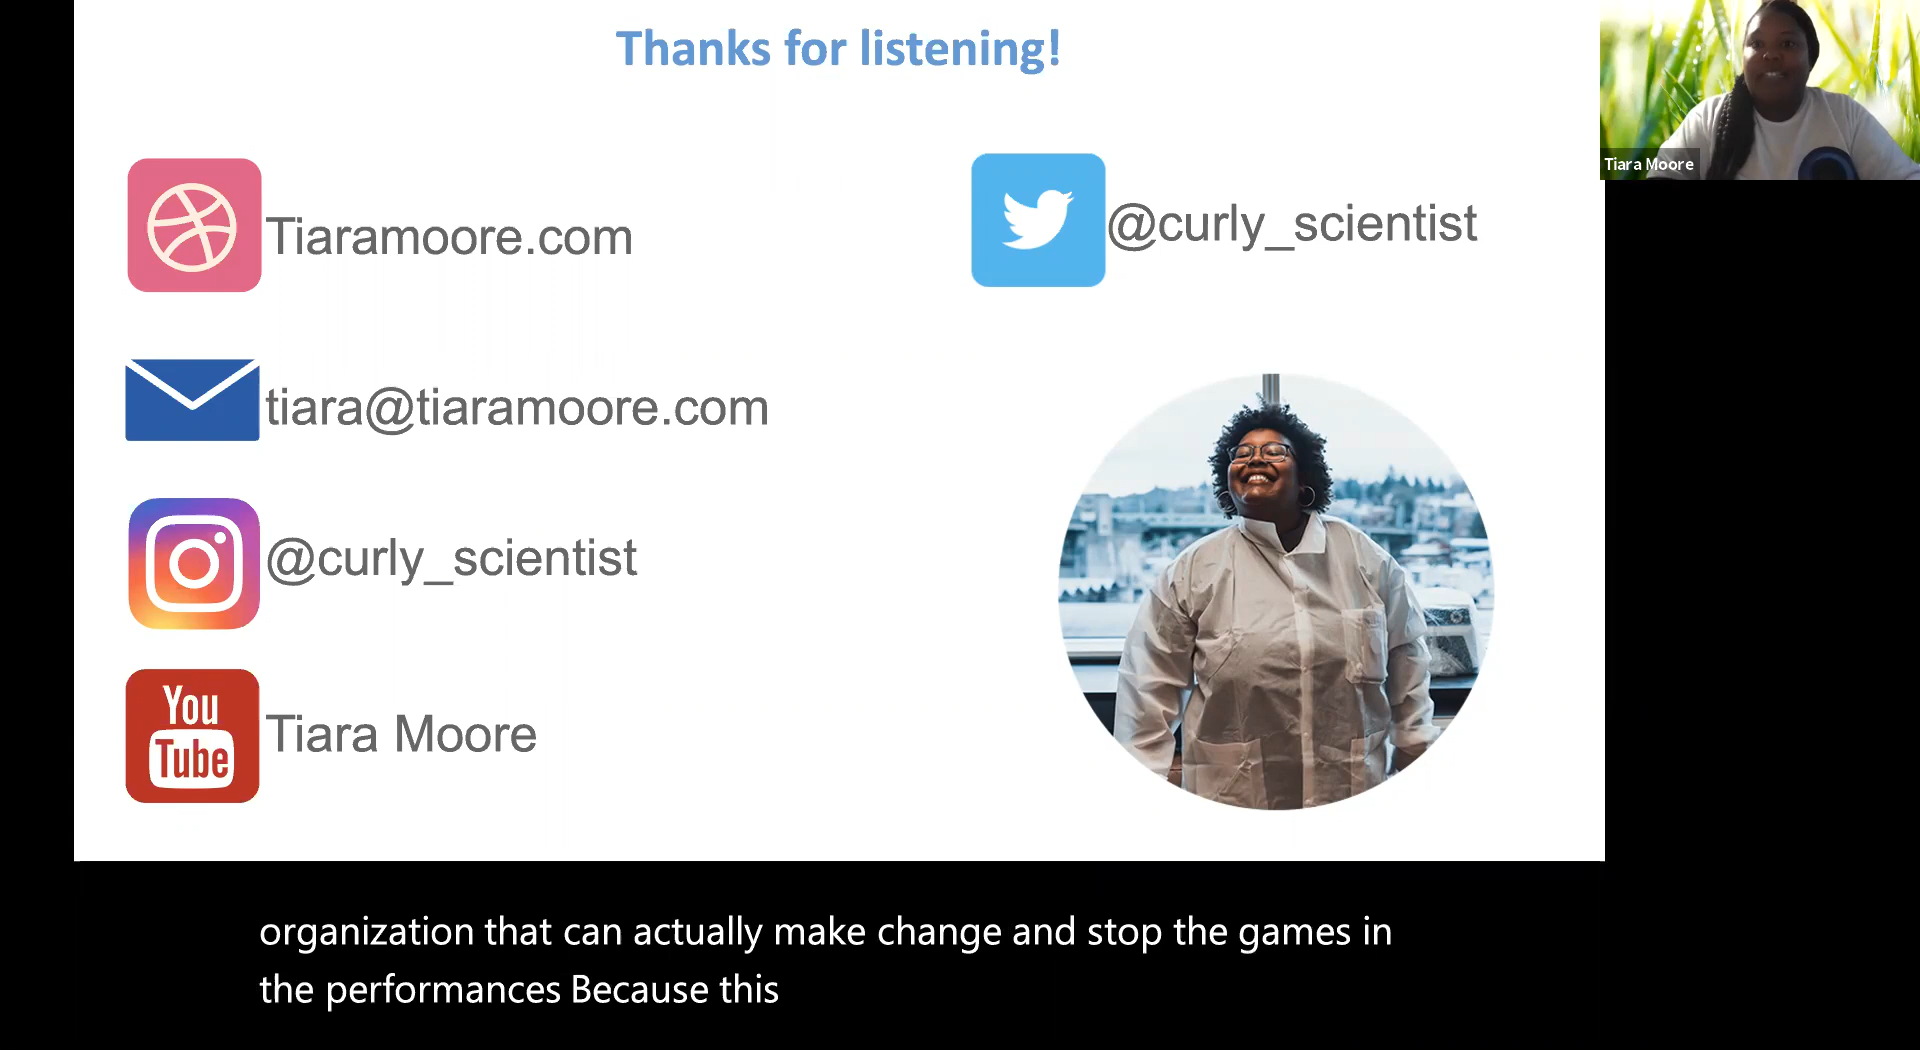 Thanks for listening!
Tiaramoore.com
@curly_scientist
tiara@tiaramoore.com
@curly_scientist
You
Tube
Tiara Moore
Tiara Moore
organization that can actually make change and stop the games in
the performances Because this